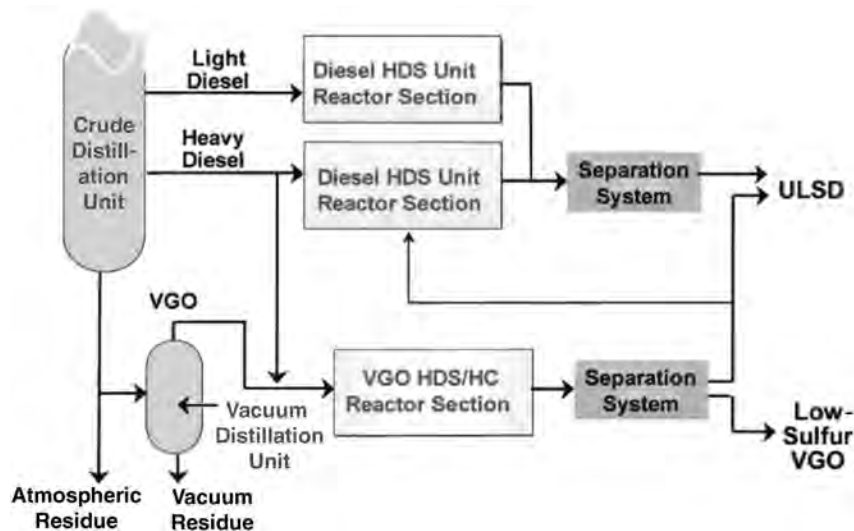 Light
Diesel
Diesel HDS Unit
Reactor Section
Crude
Distill-
ation
Unit
Heavy
Diesel
Diesel HDS Unit
Reactor Section
Separation
System
ULSD
VGO
VGO HDS/HC
Reactor Section
Separation
System
Vacuum
Distillation
Unit
Low-
Sulfur
VGO
Atmospheric
Residue
Vacuum
Residue